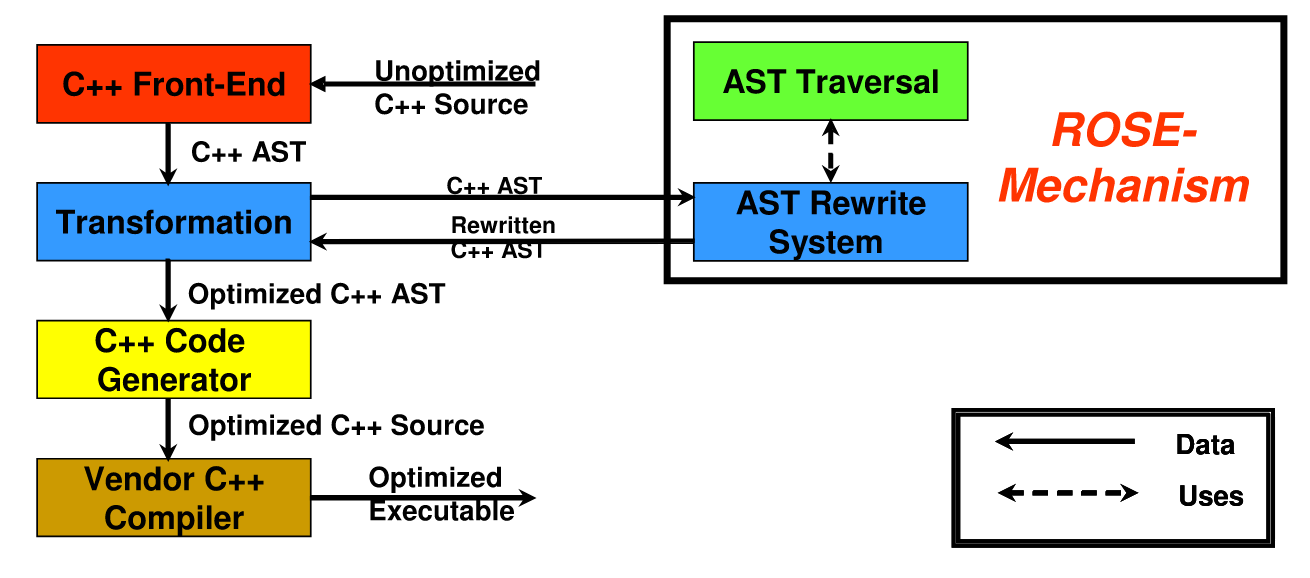 C++ Front-End
Unoptimized
C++ Source
AST Traversal
ROSE-
Mechanism
C++ AST
Transformation
C++ AST
Rewritten
C++ AST
AST Rewrite
System
Optimized C++ AST
C++ Code
Generator
Optimized C++ Source
Vendor C++
Compiler
Optimized
Executable
Data
Uses